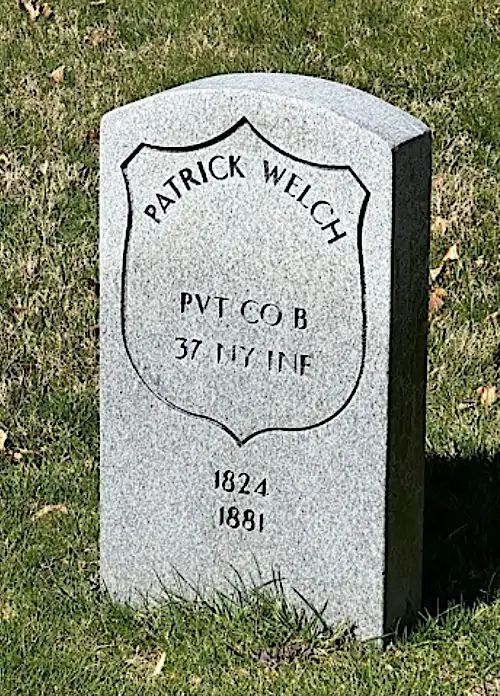 PATRICK WELCH
PVT CO B
37 NY INF
1824
1881